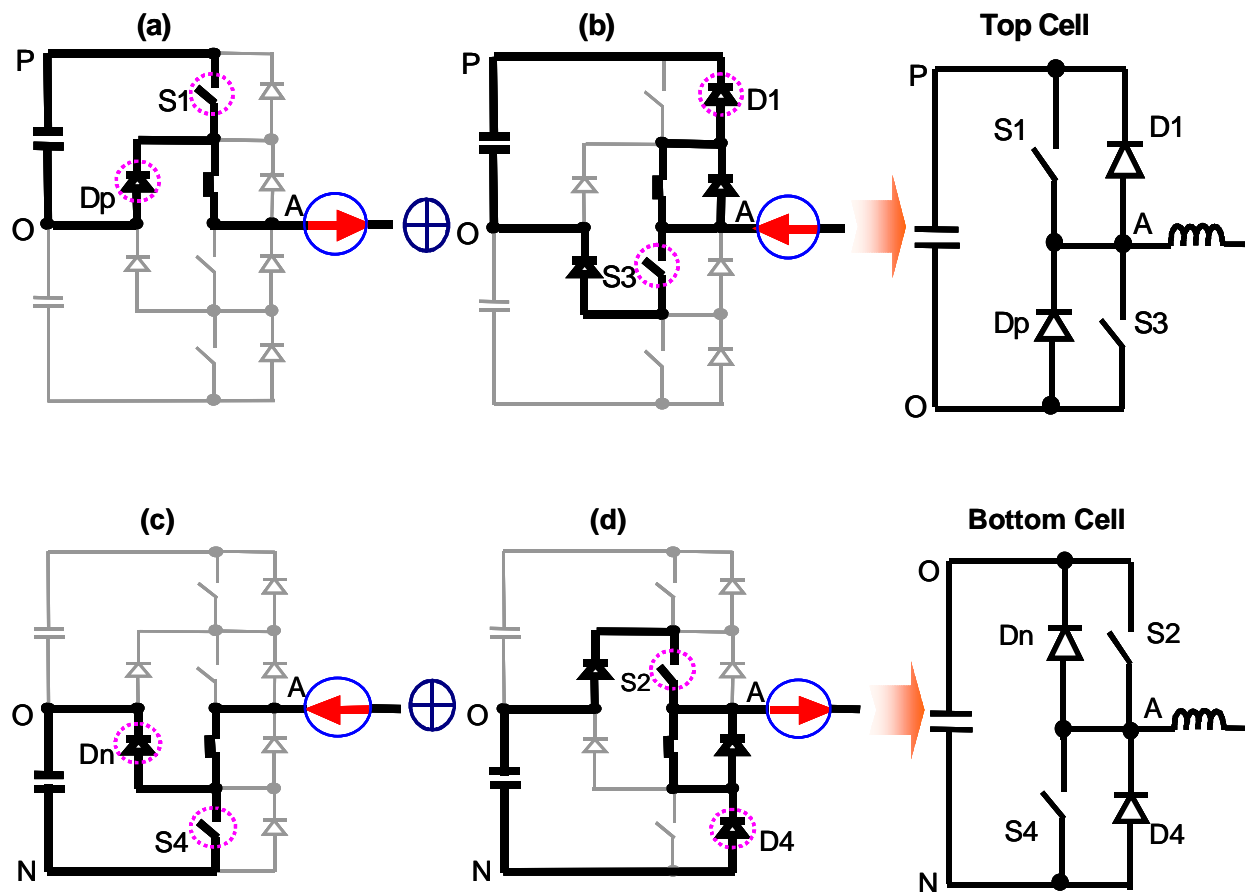 (a)
(b)
Top Cell
P
S1
Dp
O
A
P
D1
A
O
S3
P
S1
D1
A
Dp
S3
O
(c)
(d)
Bottom Cell
A
O
Dn
S4
N
S2
A
O
D4
N
O
Dn
S2
A
S4
D4
N